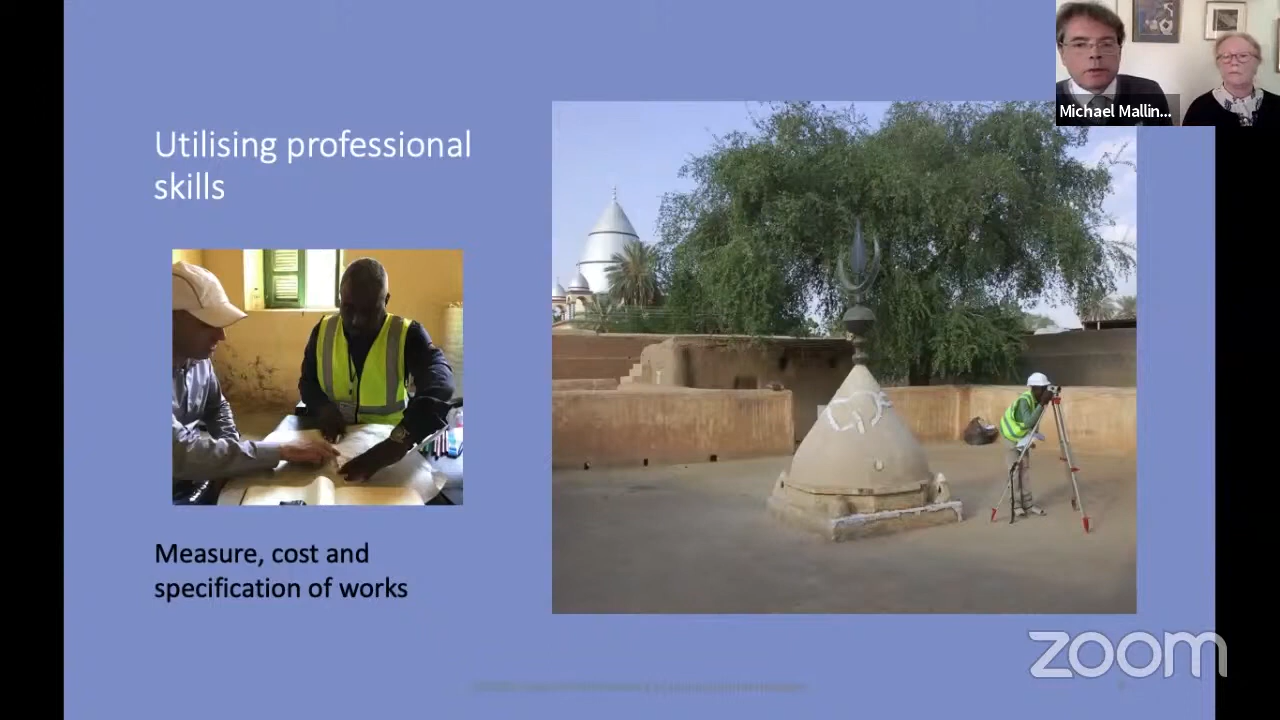 Michael Mallin...
Utilising professional
skills
Measure, cost and
specification of works
zoom